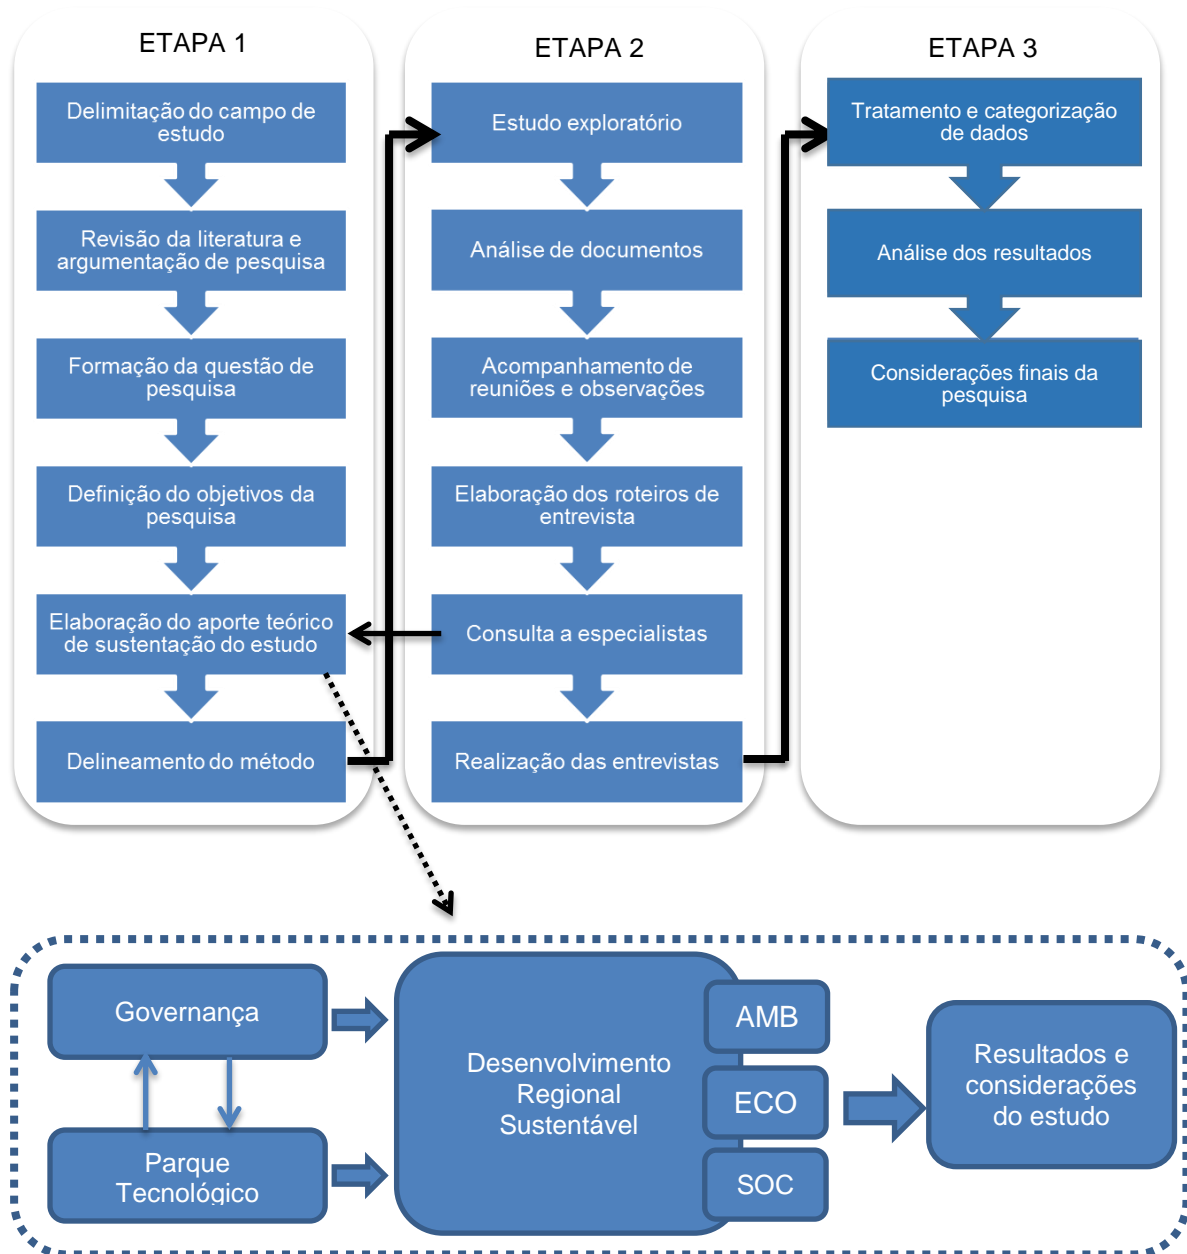 ETAPA 1
Delimitação do campo de
estudo
Revisão da literatura e
argumentação de pesquisa
Formação da questão de
pesquisa
Definição do objetivos da
pesquisa
Elaboração do aporte teórico
de sustentação do estudo
Delineamento do método
ETAPA 2
Estudo exploratório
Análise de documentos
Acompanhamento de
reuniões e observações
Elaboração dos roteiros de
entrevista
Consulta a especialistas
Realização das entrevistas
ETAPA 3
Tratamento e categorização
de dados
Análise dos resultados
Considerações finais da
pesquisa
Governança
Parque
Tecnológico
Desenvolvimento
Regional
Sustentável
AMB
ECO
SOC
Resultados e
considerações
do estudo